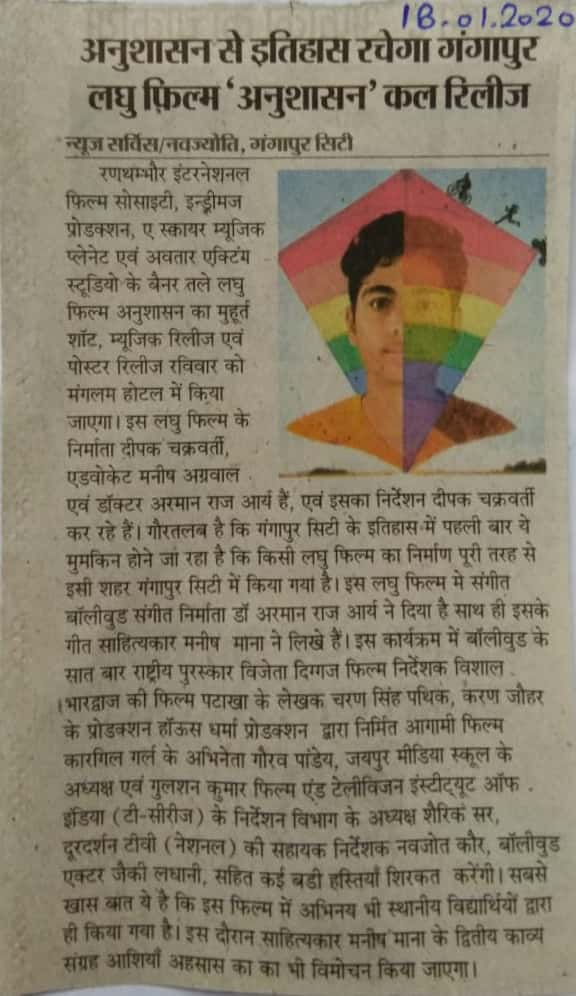 18.01.2020
अनुशासन से इतिहास रचेगा गंगापुर
लघु फ़िल्म ‘अनुशासन’ कल रिलीज
न्यूज सर्विस/नवज्योति, गंगापुर सिटी
रणथम्भौर इंटरनेशनल
फिल्म सोसाइटी, इन्ड्रीमज
प्रोडक्शन, ए स्क्वायर म्यूजिक
प्लेनेट एवं अवतार एक्टिंग
स्टूडियो के बैनर तले लघु
फिल्म अनुशासन का मुहूर्त
शॉट, म्यूजिक रिलीज एवं
पोस्टर रिलीज रविवार को
मंगलम होटल में किया
जाएगा। इस लघु फिल्म के
निर्माता दीपक चक्रवर्ती,
एडवोकेट मनीष अग्रवाल
एवं डॉक्टर अरमान राज आर्य हैं, एवं इसका निर्देशन दीपक चक्रवर्ती
कर रहे हैं। गौरतलब है कि गंगापुर सिटी के इतिहास में पहली बार ये
मुमकिन होने जा रहा है कि किसी लघु फिल्म का निर्माण पूरी तरह से
इसी शहर गंगापुर सिटी में किया गया है। इस लघु फिल्म मे संगीत
बॉलीवुड संगीत निर्माता डॉ अरमान राज आर्य ने दिया है साथ ही इसके
गीत साहित्यकार मनीष माना ने लिखे हैं। इस कार्यक्रम में बॉलीवुड के
सात बार राष्ट्रीय पुरस्कार विजेता दिग्गज फिल्म निर्देशक विशाल
भारद्वाज की फिल्म पटाखा के लेखक चरण सिंह पथिक, करण जौहर
के प्रोडक्शन हॉऊस धर्मा प्रोडक्शन द्वारा निर्मित आगामी फिल्म
कारगिल गर्ल के अभिनेता गौरव पांडेय, जयपुर मीडिया स्कूल के
अध्यक्ष एवं गुलशन कुमार फिल्म एंड टेलीविजन इंस्टीट्यूट ऑफ
इंडिया (टी-सीरीज) के निर्देशन विभाग के अध्यक्ष शैरिक सर,
दूरदर्शन टीवी (नेशनल) की सहायक निर्देशक नवजोत कौर, बॉलीवुड
एक्टर जैकी लधानी, सहित कई बडी हस्तियाँ शिरकत करेंगी। सबसे
खास बात ये है कि इस फिल्म में अभिनय भी स्थानीय विद्यार्थियों द्वारा
ही किया गया है। इस दौरान साहित्यकार मनीष माना के द्वितीय काव्य
संग्रह आशियाँ अहसास का का भी विमोचन किया जाएगा।